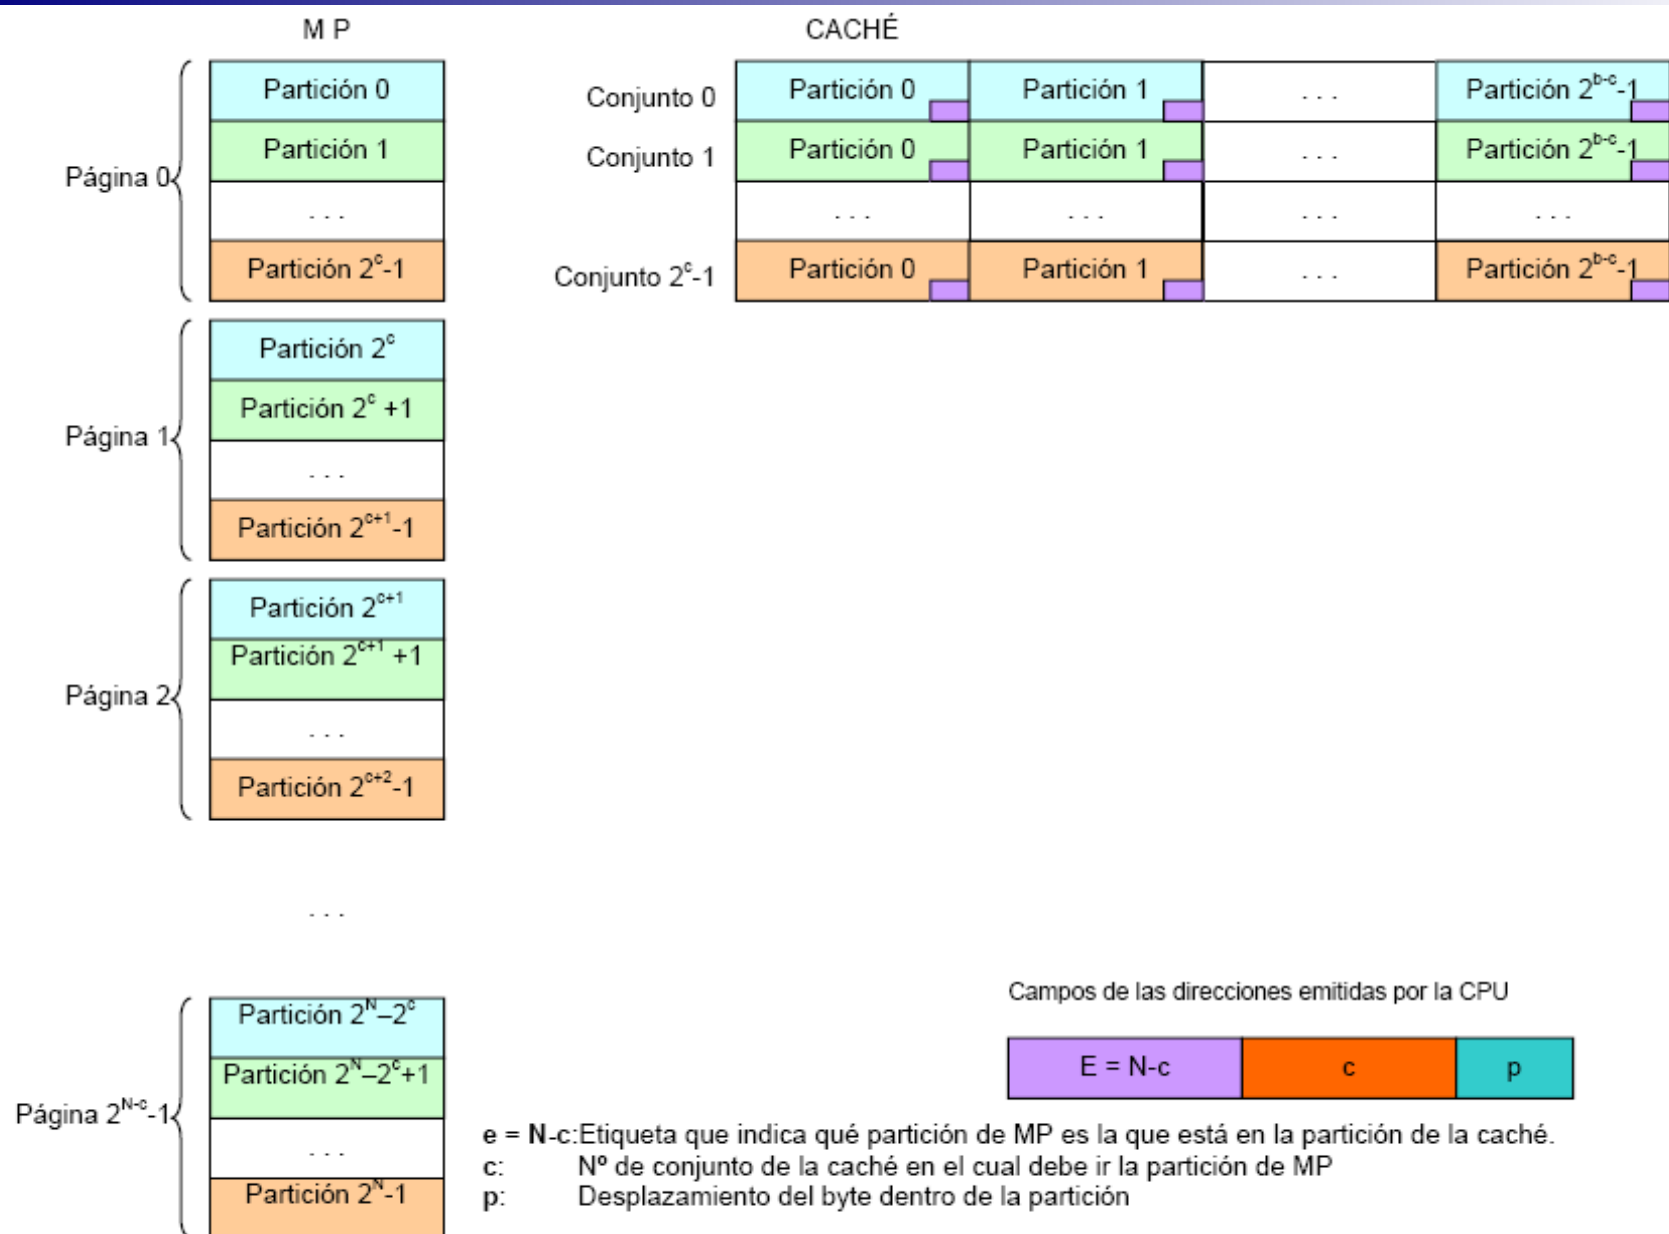 M P
CACHÉ
Página 0
Partición 0
Partición 1
. . .
Partición 2^c-1
Conjunto 0
Partición 0
Partición 1
. . .
Partición 2^b-c-1
Conjunto 1
Partición 0
Partición 1
. . .
Partición 2^b-c-1
. . .
. . .
. . .
. . .
Conjunto 2^c-1
Partición 0
Partición 1
. . .
Partición 2^b-c-1
Página 1
Partición 2^c
Partición 2^c +1
. . .
Partición 2^c+1-1
Página 2
Partición 2^c+1
Partición 2^c+1 +1
. . .
Partición 2^c+2-1
. . .
Página 2^N-c-1
Partición 2^N–2^c
Partición 2^N–2^c+1
. . .
Partición 2^N-1
Campos de las direcciones emitidas por la CPU
E = N-c
c
p
e = N-c:Etiqueta que indica qué partición de MP es la que está en la partición de la caché.
c: Nº de conjunto de la caché en el cual debe ir la partición de MP
p: Desplazamiento del byte dentro de la partición